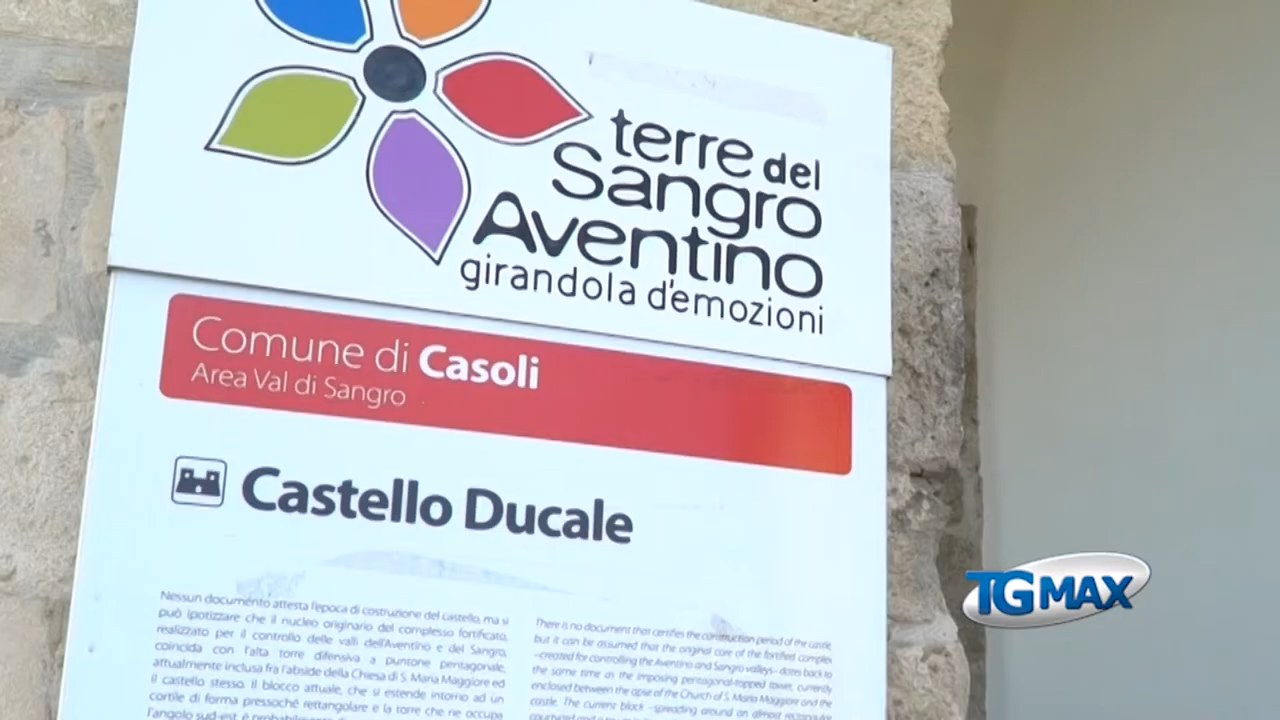 terre del
Sangro
Aventino
girandola d'emozioni
Comune di Casoli
Area Val di Sangro
Castello Ducale
Nessun documento attesta l'epoca di costruzione del castello, ma si
può ipotizzare che il nucleo originario del complesso fortificato,
realizzato per il controllo delle valli dell'Aventino e del Sangro,
coincida con l'alta torre difensiva a puntone pentagonale,
attualmente inclusa fra l'abside della Chiesa di S. Maria Maggiore ed
il castello stesso. Il blocco attuale, che si estende intorno ad un
cortile di forma pressoché rettangolare e la torre che ne occupa
l'angolo sud-est è
There is no document that certifies the construction period of the castle,
but it can be assumed that the original core of the fortified complex
–created for controlling the Aventino and Sangro valleys– dates back to
the same time as the imposing pentagonal-topped tower, currently
enclosed between the apse of the Church of S. Maria Maggiore and the
castle. The current block –spreading around an almost rectangular
TGMAX